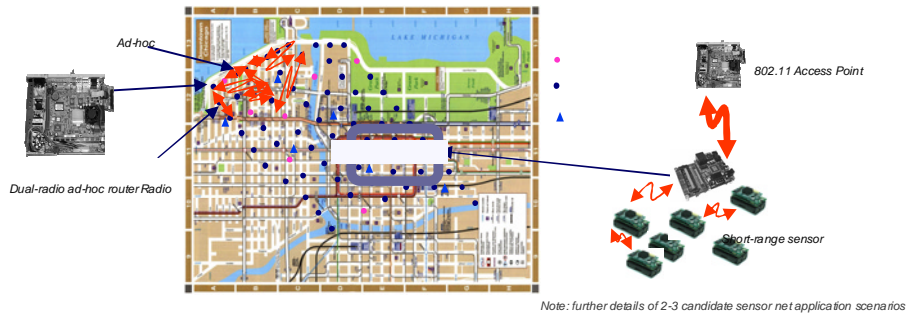 Ad-hoc
LAKE MICHIGAN
802.11 Access Point
Dual-radio ad-hoc router Radio
Short-range sensor
Note: further details of 2-3 candidate sensor net application scenarios